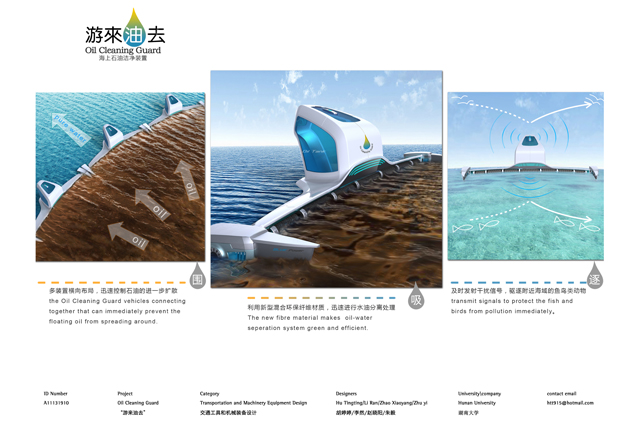 游來油去
Oil Cleaning Guard
海上石油洁净装置
Pure water
oil
oil
oil
围
多装置横向布局，迅速控制石油的进一步扩散
the Oil Cleaning Guard vehicles connecting
together that can immediately prevent the
floating oil from spreading around.
吸
利用新型混合环保纤维材质，迅速进行水油分离处理
The new fibre material makes oil-water
seperation system green and efficient.
逐
及时发射干扰信号，驱逐附近海域的鱼鸟类动物
transmit signals to protect the fish and
birds from pollution immediately。
ID Number
A11131910
Project
Oil Cleaning Guard
“游來油去”
Category
Transportation and Machinery Equipment Design
交通工具和机械装备设计
Designers
Hu Tingting/Li Ran/Zhao Xiaoyang/Zhu yi
胡婷婷/李然/赵晓阳/朱毅
University/company
Hunan University
湖南大学
contact email
htt915@hotmail.com